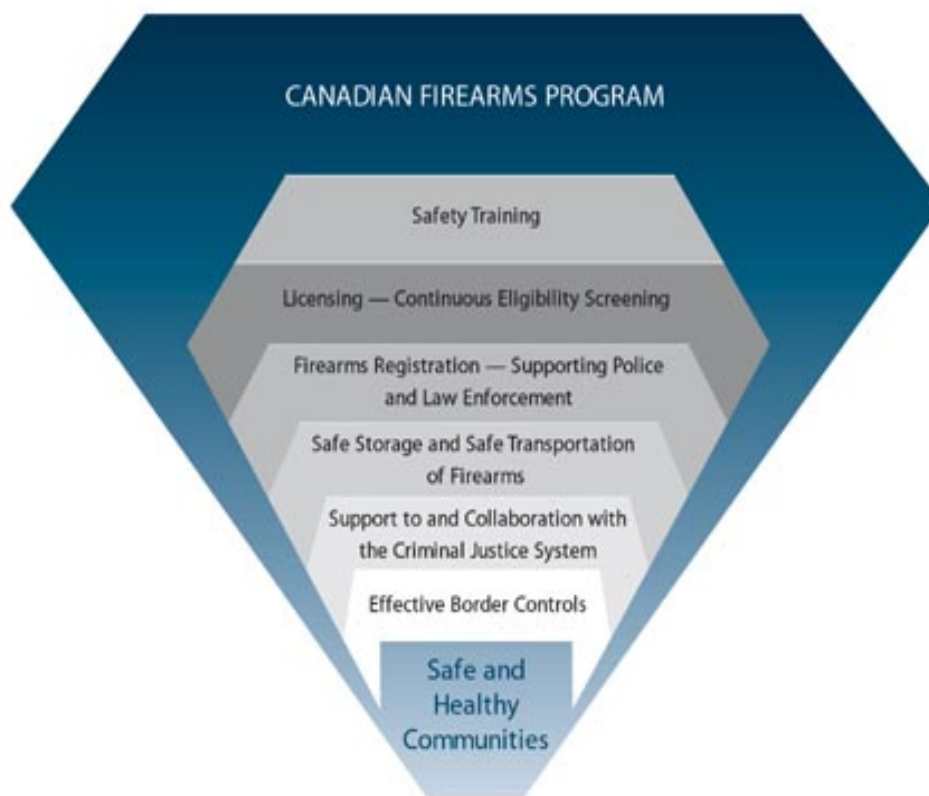 CANADIAN FIREARMS PROGRAM
Safety Training
Licensing — Continuous Eligibility Screening
Firearms Registration — Supporting Police
and Law Enforcement
Safe Storage and Safe Transportation
of Firearms
Support to and Collaboration with
the Criminal Justice System
Effective Border Controls
Safe and
Healthy
Communities